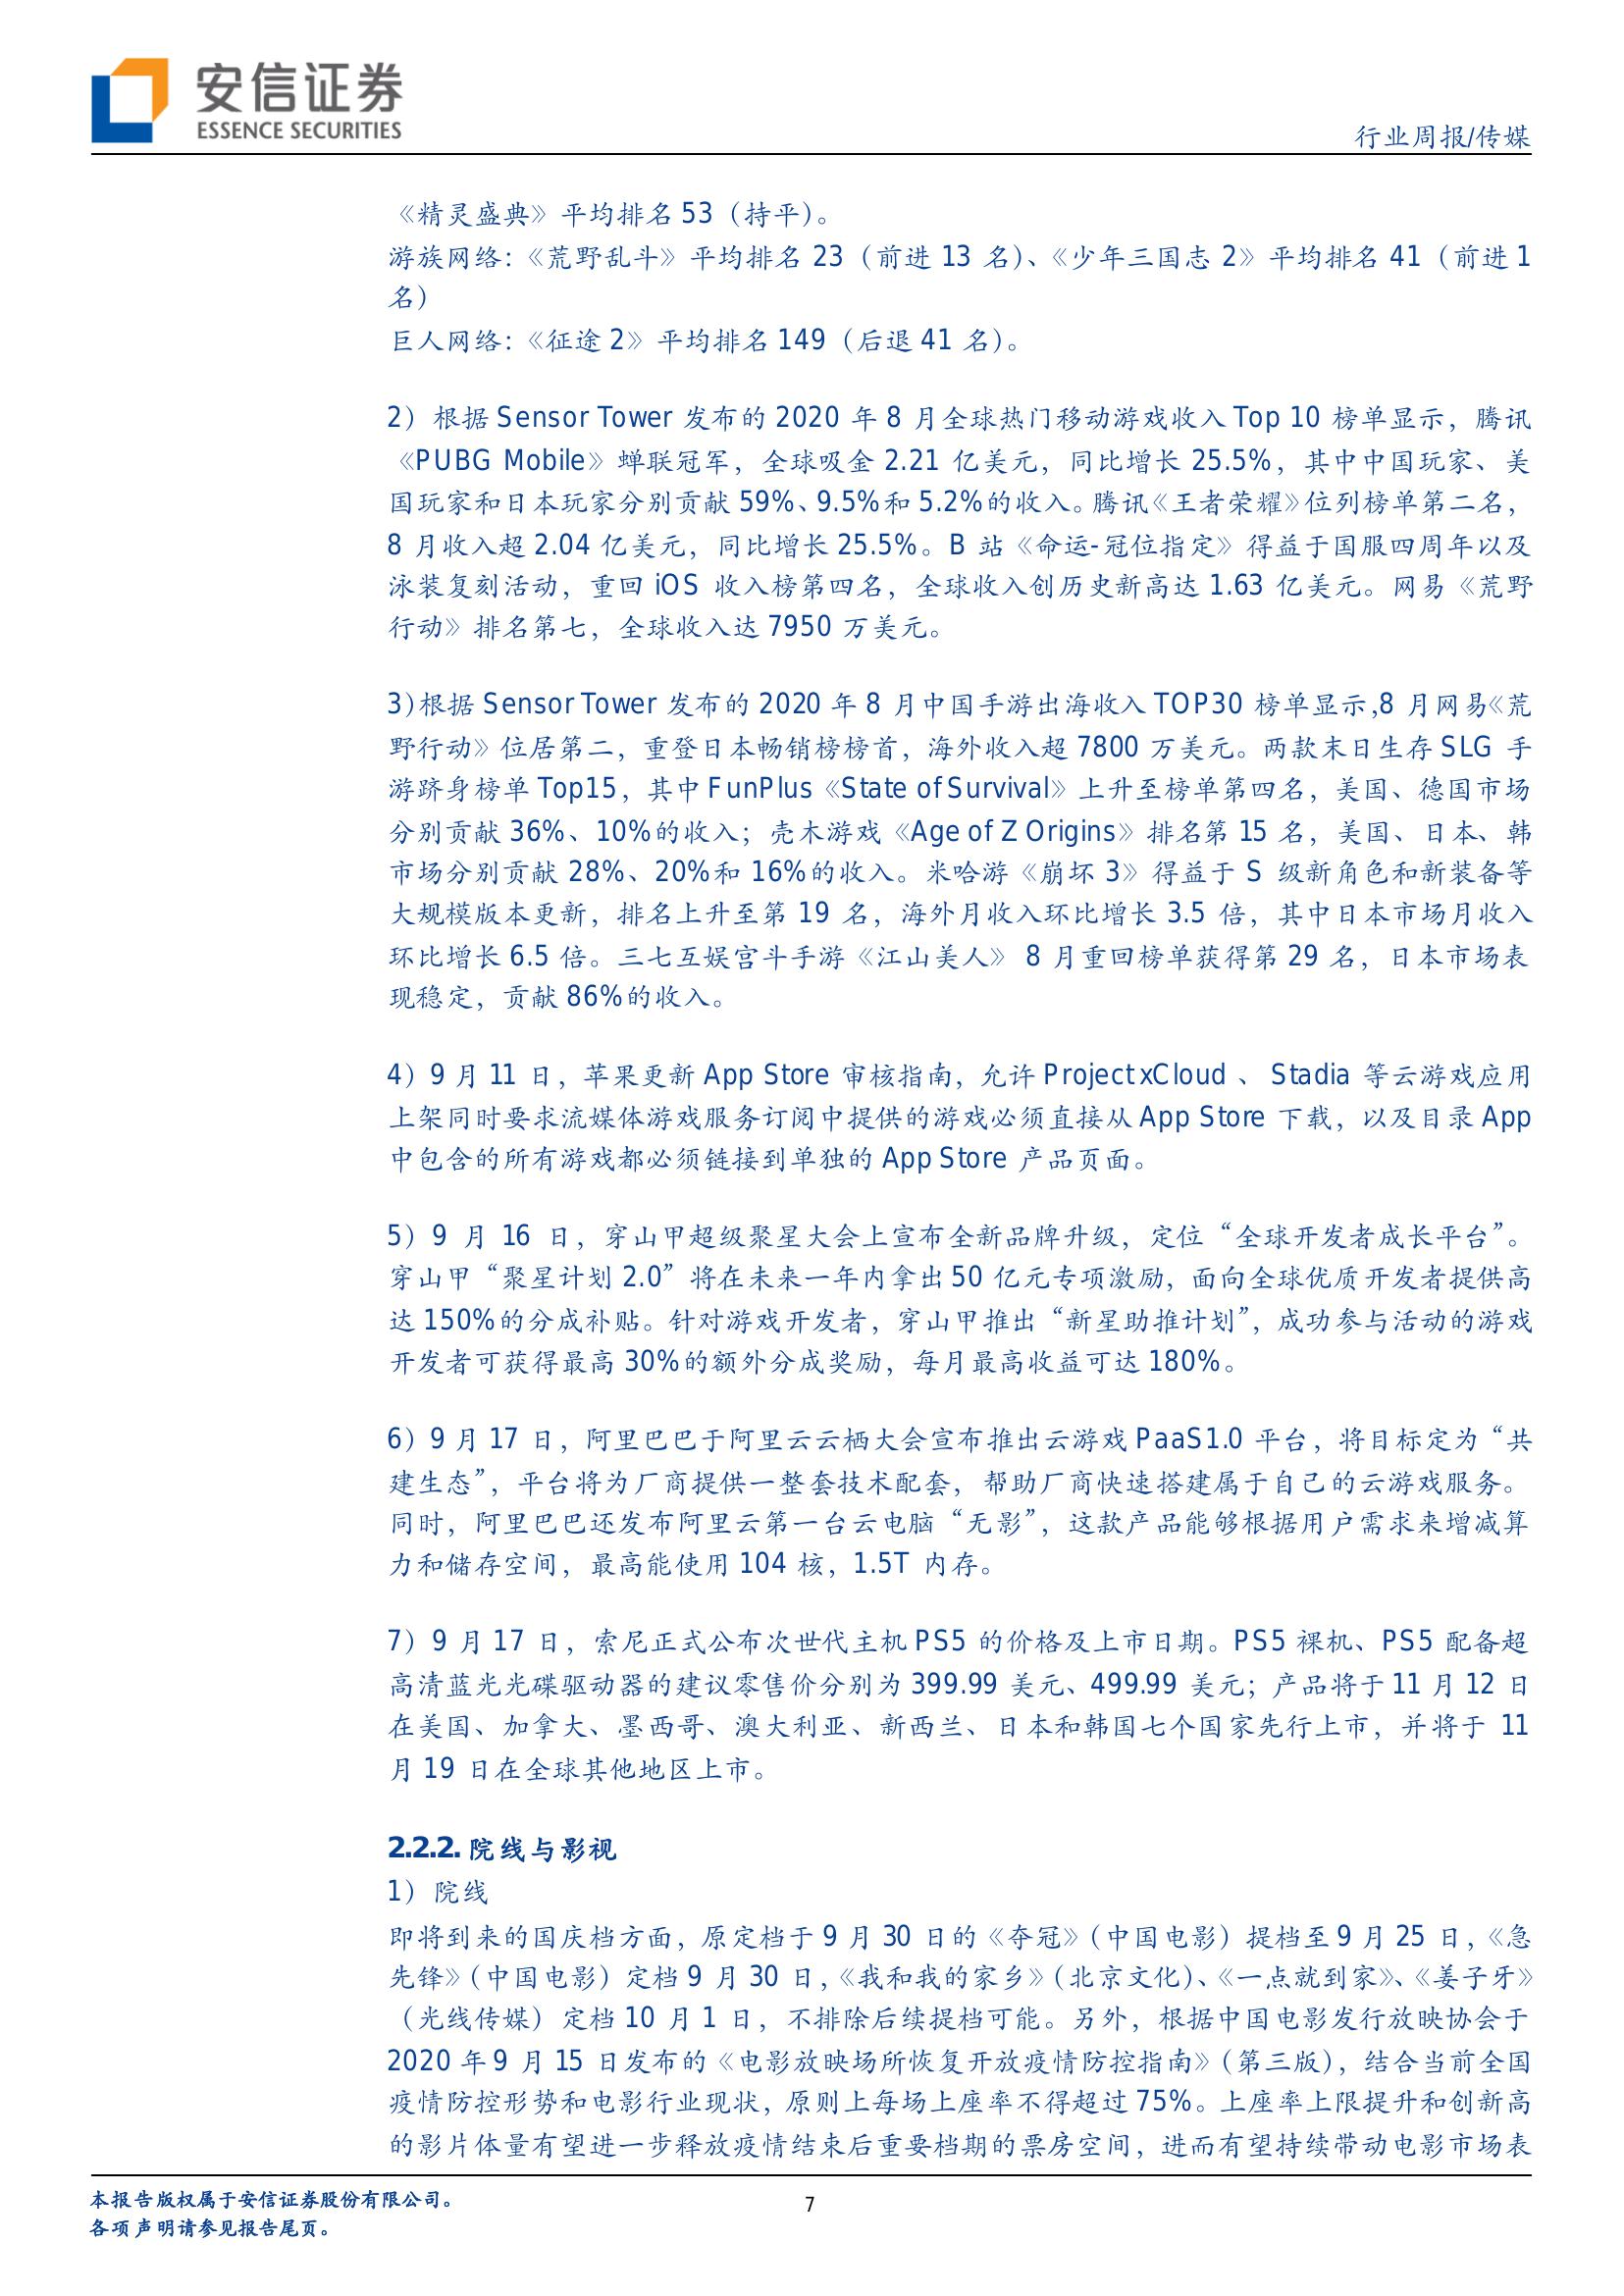 安信证券
ESSENCE SECURITIES
行业周报/传媒
《精灵盛典》平均排名 53（持平）。
游族网络：《荒野乱斗》平均排名 23（前进 13 名）、《少年三国志 2》平均排名 41（前进 1
名）
巨人网络：《征途 2》平均排名 149（后退 41 名）。
2）根据 Sensor Tower 发布的 2020 年 8 月全球热门移动游戏收入 Top 10 榜单显示，腾讯
《PUBG Mobile》蝉联冠军，全球吸金 2.21 亿美元，同比增长 25.5%，其中中国玩家、美
国玩家和日本玩家分别贡献 59%、9.5%和 5.2%的收入。腾讯《王者荣耀》位列榜单第二名，
8 月收入超 2.04 亿美元，同比增长 25.5%。B 站《命运-冠位指定》得益于国服四周年以及
泳装复刻活动，重回 iOS 收入榜第四名，全球收入创历史新高达 1.63 亿美元。网易《荒野
行动》排名第七，全球收入达 7950 万美元。
3)根据 Sensor Tower 发布的 2020 年 8 月中国手游出海收入 TOP30 榜单显示,8 月网易《荒
野行动》位居第二，重登日本畅销榜榜首，海外收入超 7800 万美元。两款末日生存 SLG 手
游跻身榜单 Top15，其中 FunPlus《State of Survival》上升至榜单第四名，美国、德国市场
分别贡献 36%、10%的收入；壳木游戏《Age of Z Origins》排名第 15 名，美国、日本、韩
市场分别贡献 28%、20%和 16%的收入。米哈游《崩坏 3》得益于 S 级新角色和新装备等
大规模版本更新，排名上升至第 19 名，海外月收入环比增长 3.5 倍，其中日本市场月收入
环比增长 6.5 倍。三七互娱宫斗手游《江山美人》 8 月重回榜单获得第 29 名，日本市场表
现稳定，贡献 86%的收入。
4）9 月 11 日，苹果更新 App Store 审核指南，允许 Project xCloud 、 Stadia 等云游戏应用
上架同时要求流媒体游戏服务订阅中提供的游戏必须直接从 App Store 下载，以及目录 App
中包含的所有游戏都必须链接到单独的 App Store 产品页面。
5）9 月 16 日，穿山甲超级聚星大会上宣布全新品牌升级，定位“全球开发者成长平台”。
穿山甲“聚星计划 2.0”将在未来一年内拿出 50 亿元专项激励，面向全球优质开发者提供高
达 150%的分成补贴。针对游戏开发者，穿山甲推出“新星助推计划”，成功参与活动的游戏
开发者可获得最高 30%的额外分成奖励，每月最高收益可达 180%。
6）9 月 17 日，阿里巴巴于阿里云云栖大会宣布推出云游戏 PaaS1.0 平台，将目标定为“共
建生态”，平台将为厂商提供一整套技术配套，帮助厂商快速搭建属于自己的云游戏服务。
同时，阿里巴巴还发布阿里云第一台云电脑“无影”，这款产品能够根据用户需求来增减算
力和储存空间，最高能使用 104 核，1.5T 内存。
7）9 月 17 日，索尼正式公布次世代主机 PS5 的价格及上市日期。PS5 裸机、PS5 配备超
高清蓝光光碟驱动器的建议零售价分别为 399.99 美元、499.99 美元；产品将于 11 月 12 日
在美国、加拿大、墨西哥、澳大利亚、新西兰、日本和韩国七个国家先行上市，并将于 11
月 19 日在全球其他地区上市。
2.2.2. 院线与影视
1）院线
即将到来的国庆档方面，原定档于 9 月 30 日的《夺冠》（中国电影）提档至 9 月 25 日，《急
先锋》（中国电影）定档 9 月 30 日，《我和我的家乡》（北京文化）、《一点就到家》、《姜子牙》
（光线传媒）定档 10 月 1 日，不排除后续提档可能。另外，根据中国电影发行放映协会于
2020 年 9 月 15 日发布的《电影放映场所恢复开放疫情防控指南》（第三版），结合当前全国
疫情防控形势和电影行业现状，原则上每场上座率不得超过 75%。上座率上限提升和创新高
的影片体量有望进一步释放疫情结束后重要档期的票房空间，进而有望持续带动电影市场表
本报告版权属于安信证券股份有限公司。
各项声明请参见报告尾页。
7